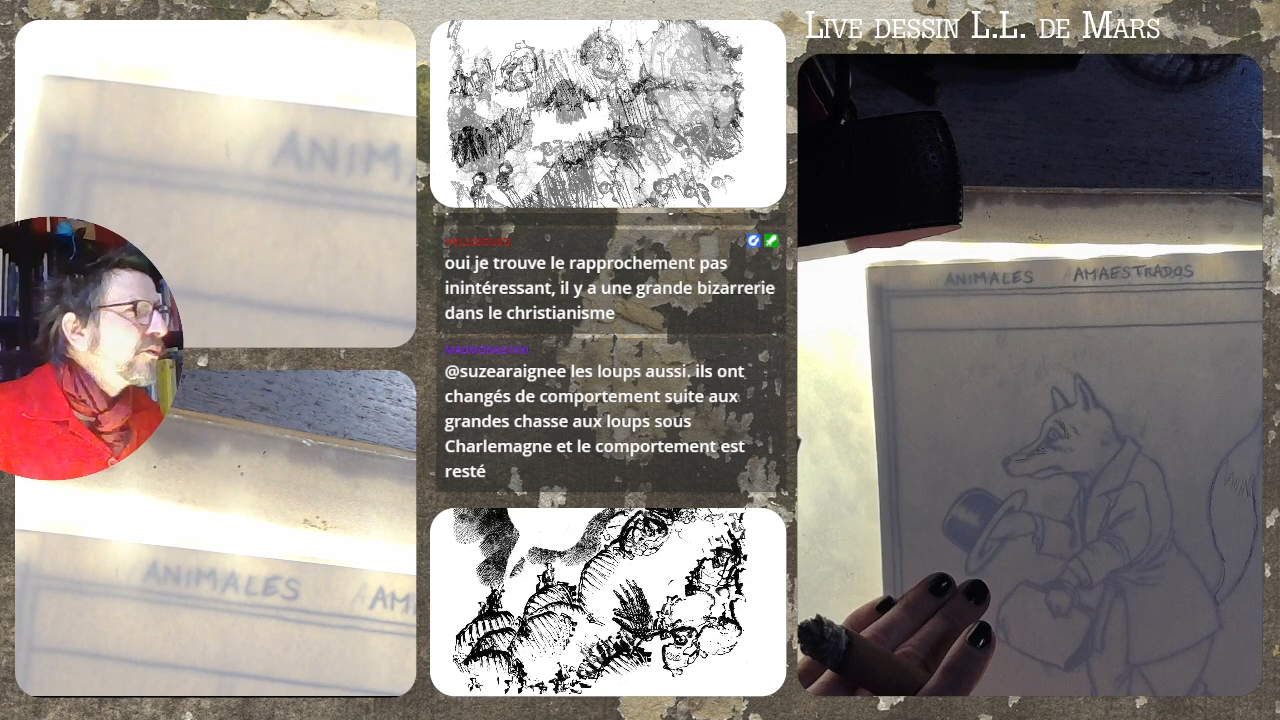 ANIM
Live dessin L.L. de Mars
oui je trouve le rapprochement pas
inintéressant, il y a une grande bizarrerie
dans le christianisme
@suzearaignee les loups aussi. ils ont
changés de comportement suite aux
grandes chasse aux loups sous
Charlemagne et le comportement est
resté
ANIMALES AM
ANIMALES AMAESTRADOS